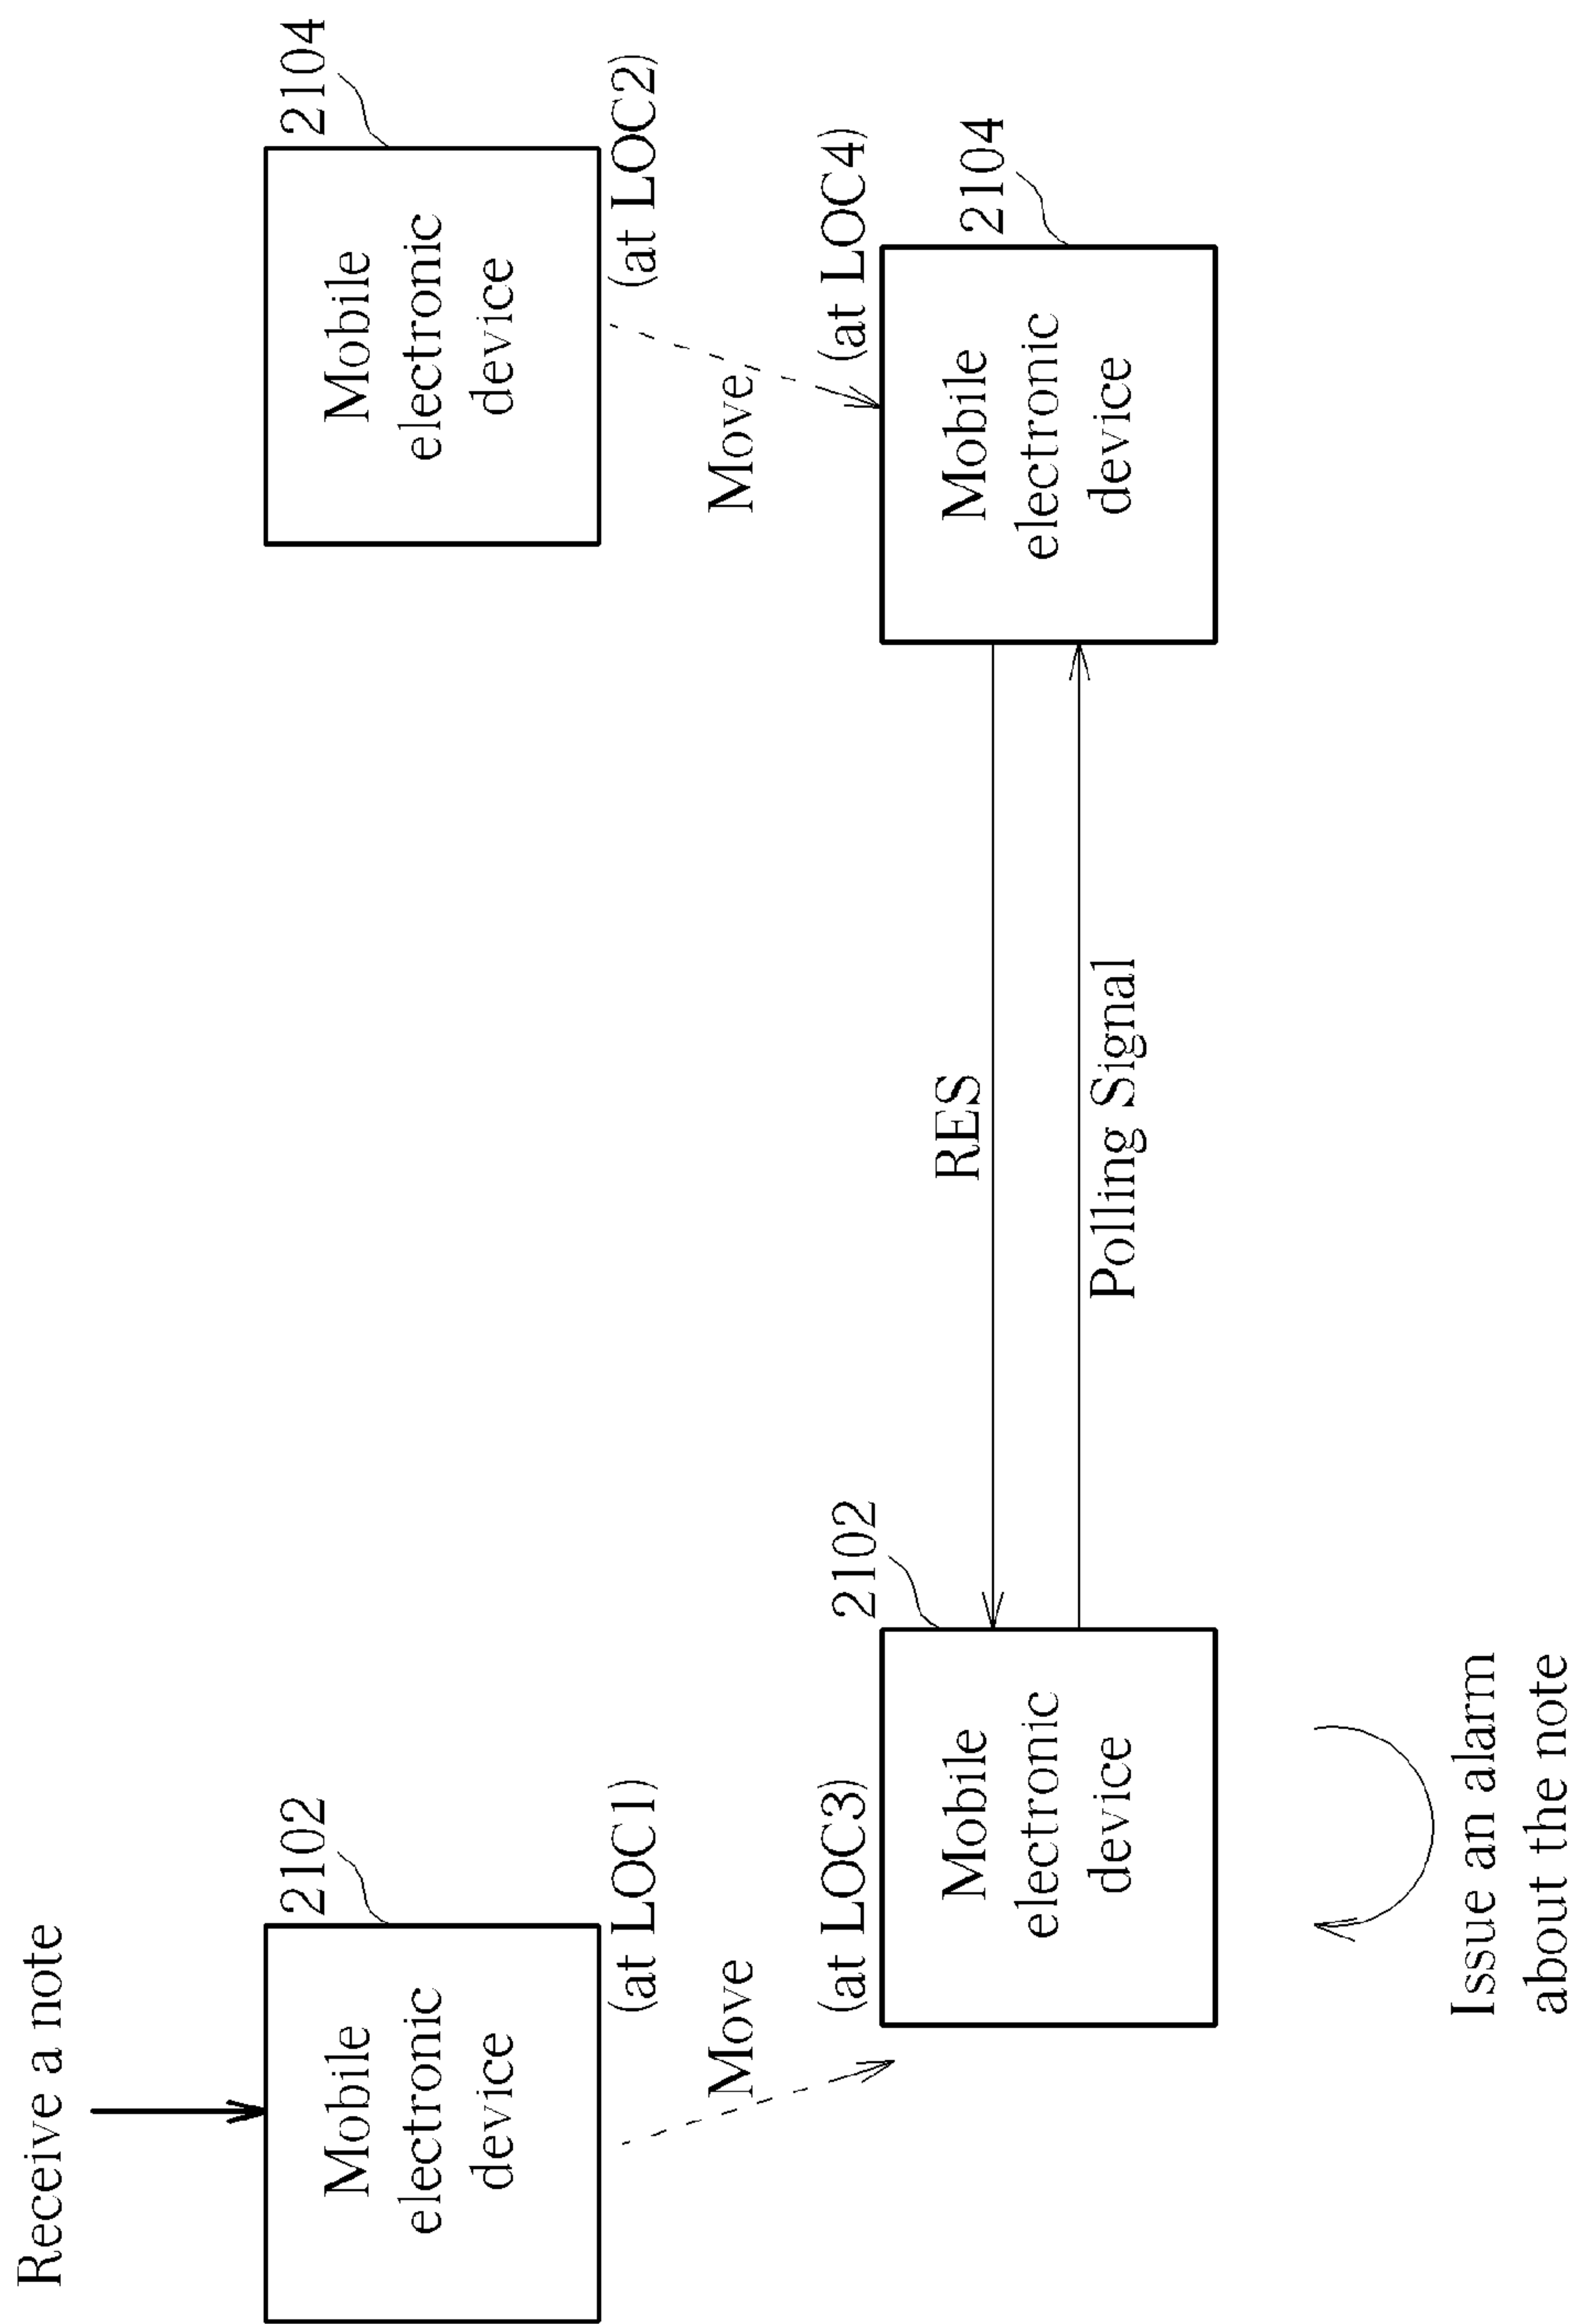 Receive a note
2102
Mobile
electronic
device
(at LOC1)
2104
Mobile
electronic
device
(at LOC2)
Move
Move
(at LOC3)
2102
Mobile
electronic
device
RES
Polling Signal
(at LOC4)
2104
Mobile
electronic
device
Issue an alarm
about the note